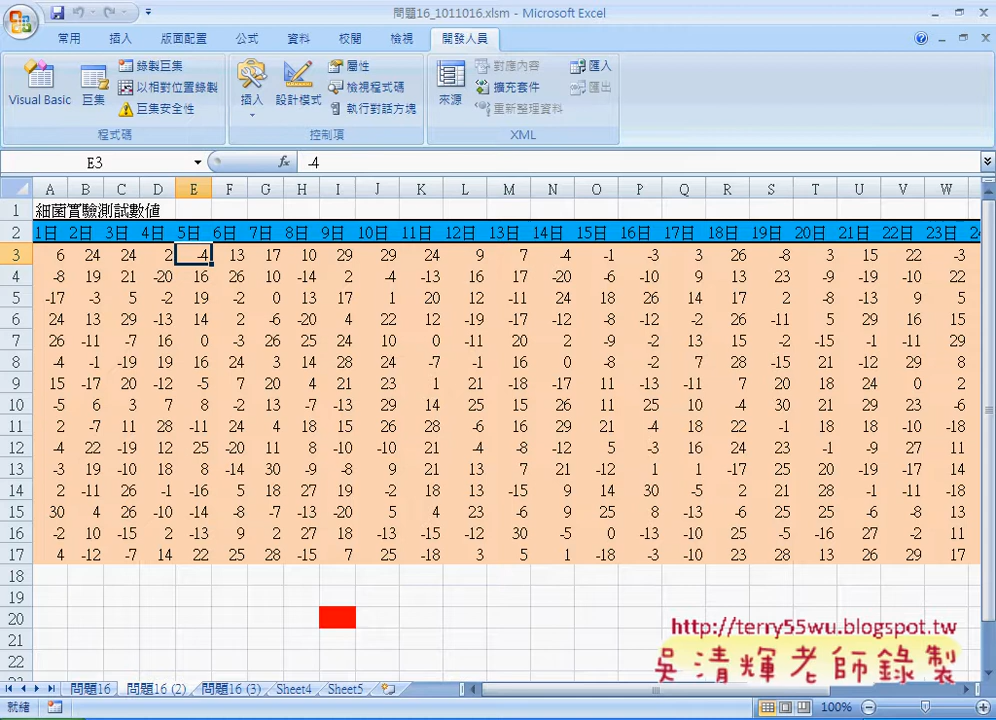 問題16_1011016.xlsm - Microsoft Excel
常用 插入 版面配置 公式 資料 校閱 檢視 開發人員
Visual Basic 巨集 錄製巨集 以相對位置錄製 巨集安全性 程式碼
插入 設計模式 屬性 檢視程式碼 執行對話方塊 控制項
來源 對應內容 擴充套件 重新整理資料 匯入 匯出 XML
E3 fx -4
A B C D E F G H I J K L M N O P Q R S T U V W
1 細菌實驗測試數值
2 1日 2日 3日 4日 5日 6日 7日 8日 9日 10日 11日 12日 13日 14日 15日 16日 17日 18日 19日 20日 21日 22日 23日 2
3 6 24 24 2 -4 13 17 10 29 29 24 9 7 -4 -1 -3 3 26 -8 3 15 22 -3
4 -8 19 21 -20 16 26 10 -14 2 -4 -13 16 17 -20 -6 -10 9 13 23 -9 -19 -10 22
5 -17 -3 5 -2 19 -2 0 13 17 1 20 12 -11 24 18 26 14 17 2 -8 -13 9 5
6 24 13 29 -13 14 2 -6 -20 4 22 12 -19 -17 -12 -8 -12 -2 26 -11 5 29 16 15
7 26 -11 -7 16 0 -3 26 25 24 10 0 -11 20 2 -9 -2 13 15 -2 -15 -1 -11 29
8 -4 -1 -19 19 16 24 3 14 28 24 -7 -1 16 0 -8 -2 7 28 -15 21 -12 29 8
9 15 -17 20 -12 -5 7 20 4 21 23 1 21 -18 -17 11 -13 -11 7 20 18 24 0 2
10 -5 6 3 7 8 -2 13 -7 -13 29 14 25 15 26 11 25 10 -4 30 21 29 23 -6
11 2 -7 11 28 -11 24 4 18 15 26 28 -6 16 29 21 -4 18 22 -1 18 18 -10 -18
12 -4 22 -19 12 25 -20 11 8 -10 -10 21 -4 -8 -12 5 -3 16 24 23 -1 -9 27 11
13 -3 19 -10 18 8 -14 30 -9 -8 9 21 13 7 21 -12 1 1 -17 25 20 -19 -17 14
14 2 -11 26 -1 -16 5 18 27 19 -2 18 13 -15 9 14 30 -5 2 21 28 -1 -11 -18
15 30 4 26 -10 -14 -8 -7 -13 -20 5 4 23 -6 9 25 8 -13 -6 25 25 -6 -8 13
16 -2 10 -15 2 -13 9 2 27 18 -13 -15 -12 30 -5 0 -13 -10 25 -5 -16 27 -2 11
17 4 -12 -7 14 22 25 28 -15 7 25 -18 3 5 1 -18 -3 -10 23 28 13 26 29 17
18
19
20
21
22
http://terry55wu.blogspot.tw
吳清輝老師錄製
問題16 問題16 (2) 問題16 (3) Sheet4 Sheet5
就緒 100%